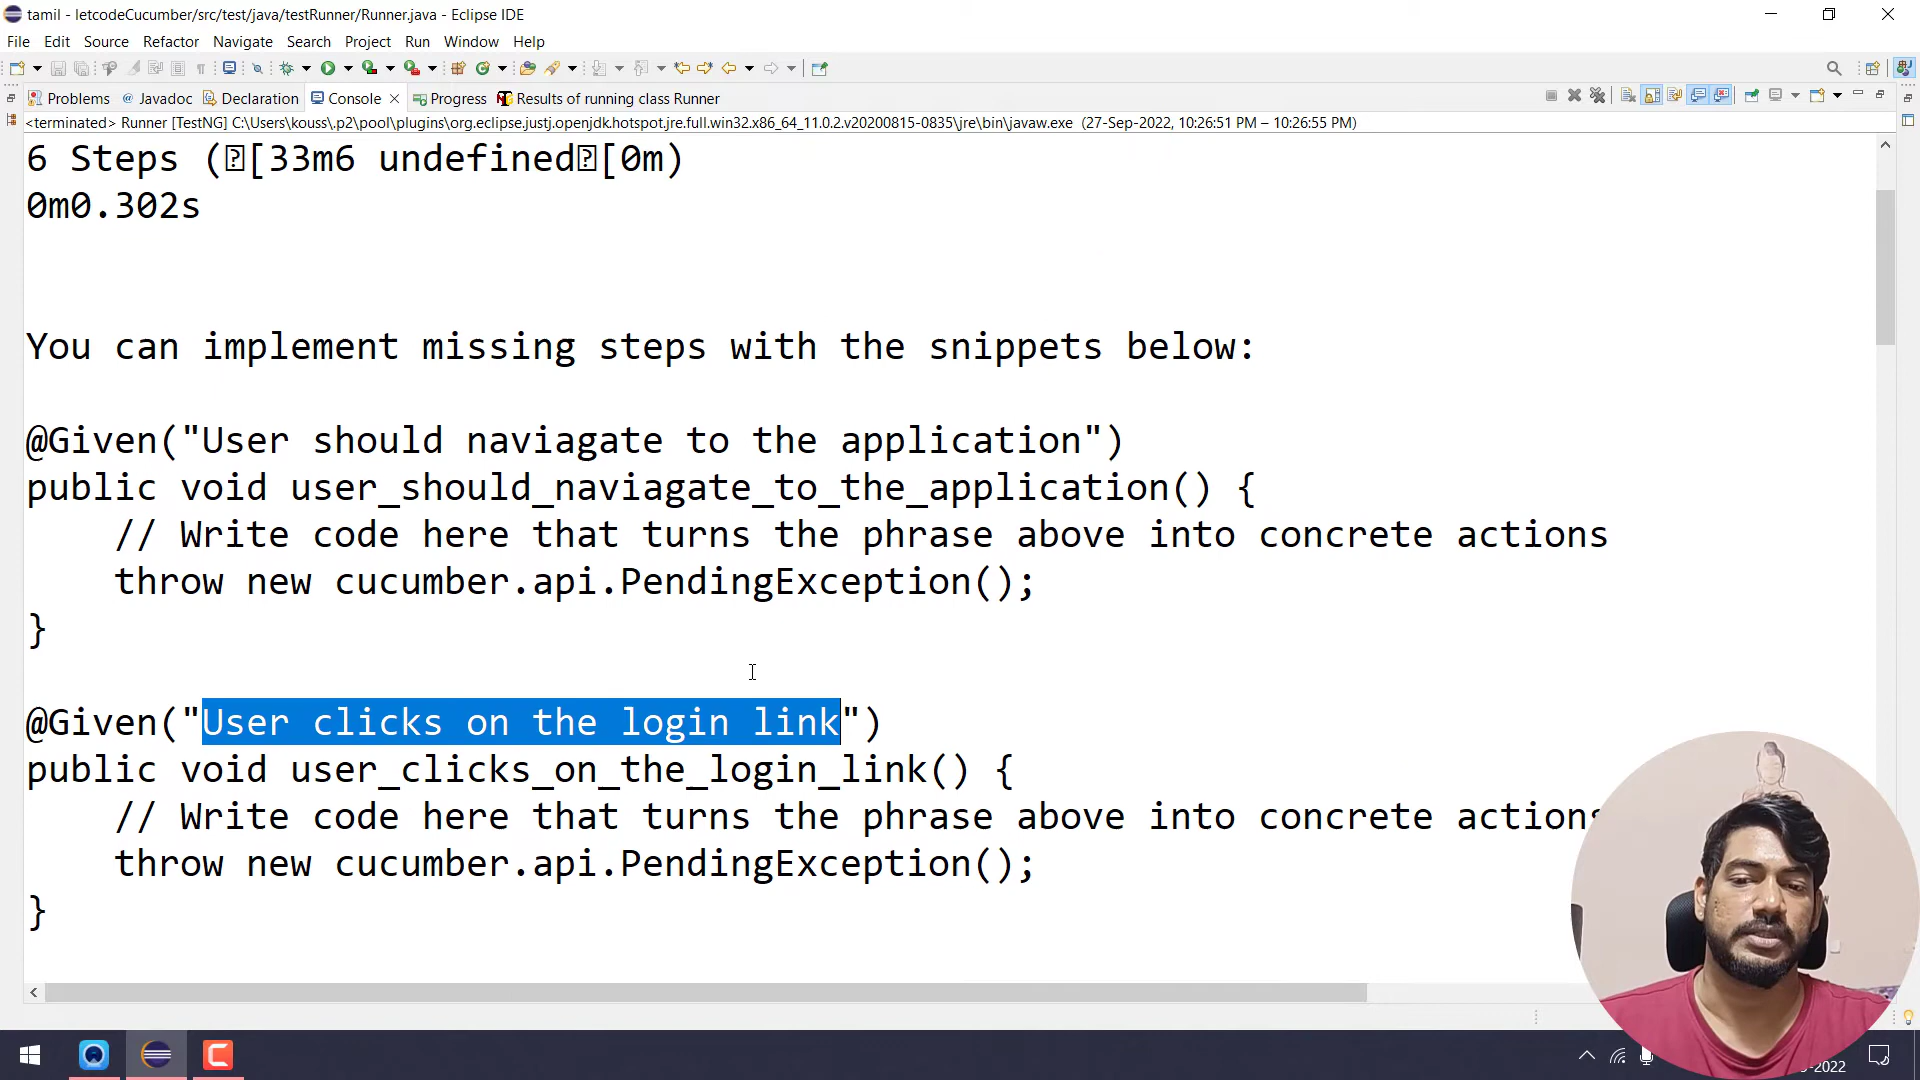 tamil - letcodeCucumber/src/test/java/testRunner/Runner.java - Eclipse IDE
File Edit Source Refactor Navigate Search Project Run Window Help
Problems @ Javadoc Declaration Console Progress Results of running class Runner
<terminated> Runner [TestNG] C:\Users\kouss\.p2\pool\plugins\org.eclipse.justj.openjdk.hotspot.jre.full.win32.x86_64_11.0.2.v20200815-0835\jre\bin\javaw.exe (27-Sep-2022, 10:26:51 PM – 10:26:55 PM)
6 Steps (⍰[33m6 undefined⍰[0m)
0m0.302s
You can implement missing steps with the snippets below:
@Given("User should naviagate to the application")
public void user_should_naviagate_to_the_application() {
// Write code here that turns the phrase above into concrete actions
throw new cucumber.api.PendingException();
}
@Given("User clicks on the login link")
public void user_clicks_on_the_login_link() {
// Write code here that turns the phrase above into concrete actions
throw new cucumber.api.PendingException();
}
-2022